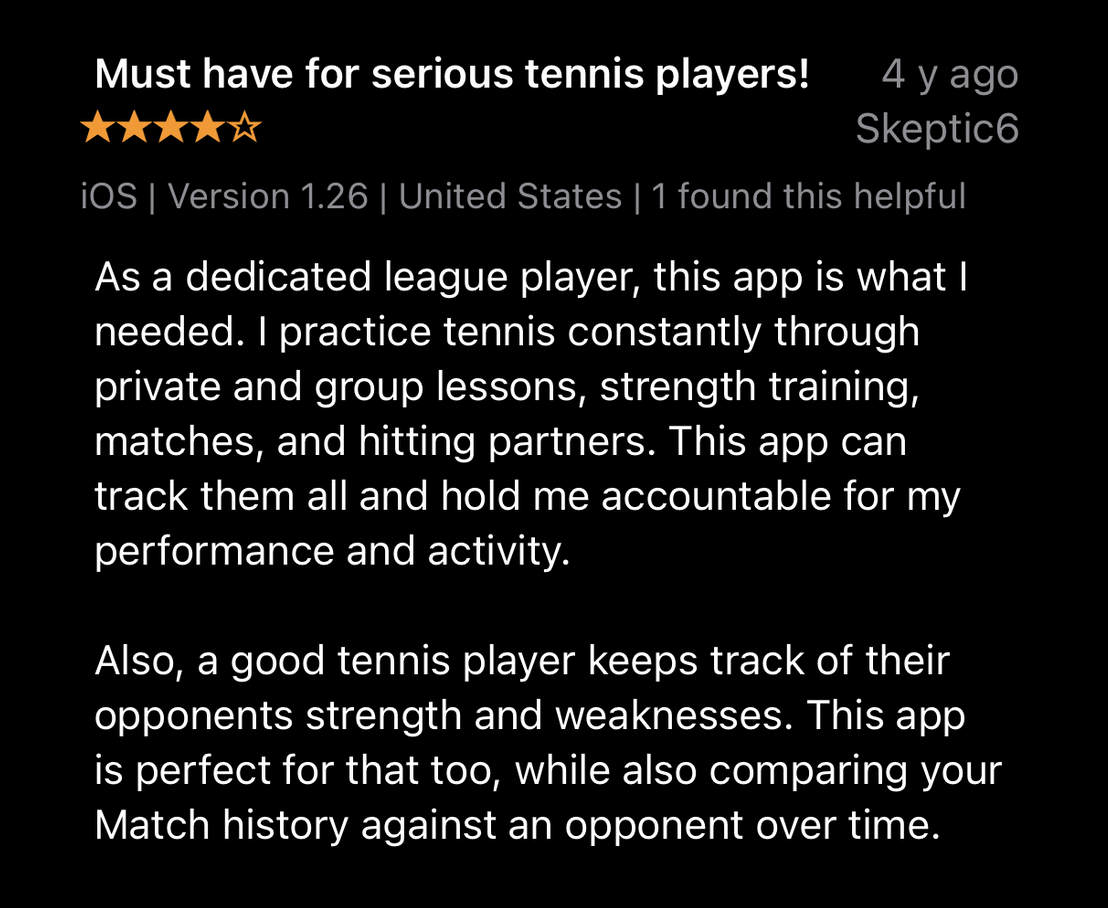 Must have for serious tennis players! 4 y ago
★★★★☆ Skeptic6
iOS | Version 1.26 | United States | 1 found this helpful
As a dedicated league player, this app is what I
needed. I practice tennis constantly through
private and group lessons, strength training,
matches, and hitting partners. This app can
track them all and hold me accountable for my
performance and activity.
Also, a good tennis player keeps track of their
opponents strength and weaknesses. This app
is perfect for that too, while also comparing your
Match history against an opponent over time.